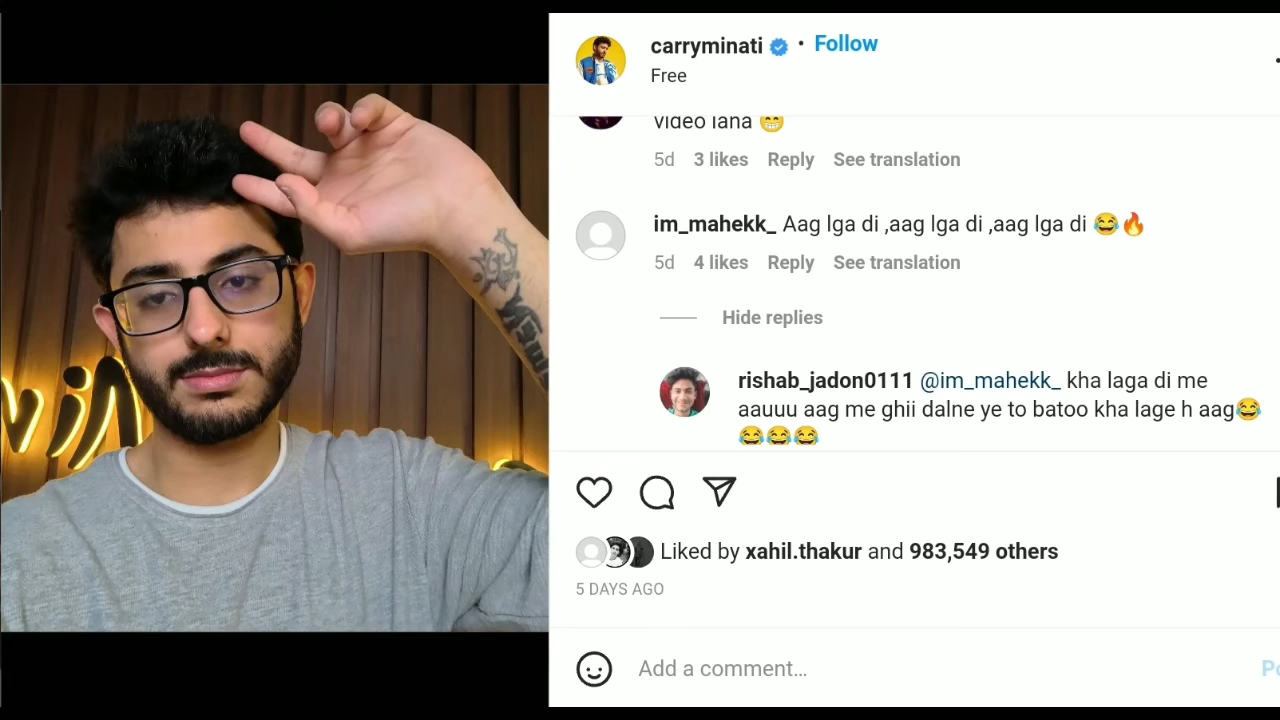 carryminati • Follow
Free
video lana 😁
5d 3 likes Reply See translation
im_mahekk_ Aag lga di ,aag lga di ,aag lga di 😂🔥
5d 4 likes Reply See translation
Hide replies
rishab_jadon0111 @im_mahekk_ kha laga di me
aauuu aag me ghii dalne ye to batoo kha lage h aag😂
😂😂😂
Liked by xahil.thakur and 983,549 others
5 DAYS AGO
Add a comment...